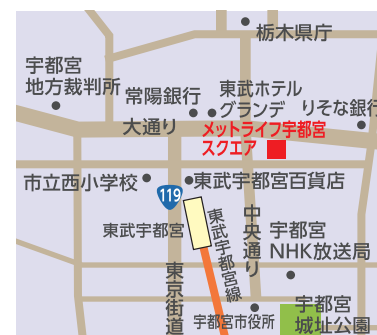 栃木県庁
宇都宮
地方裁判所
常陽銀行
東武ホテル
グランデ
りそな銀行
大通り
メットライフ宇都宮
スクエア
市立西小学校
東武宇都宮百貨店
119
東武宇都宮
東武宇都宮線
中央通り
宇都宮
NHK放送局
東京街道
宇都宮市役所
宇都宮
城址公園